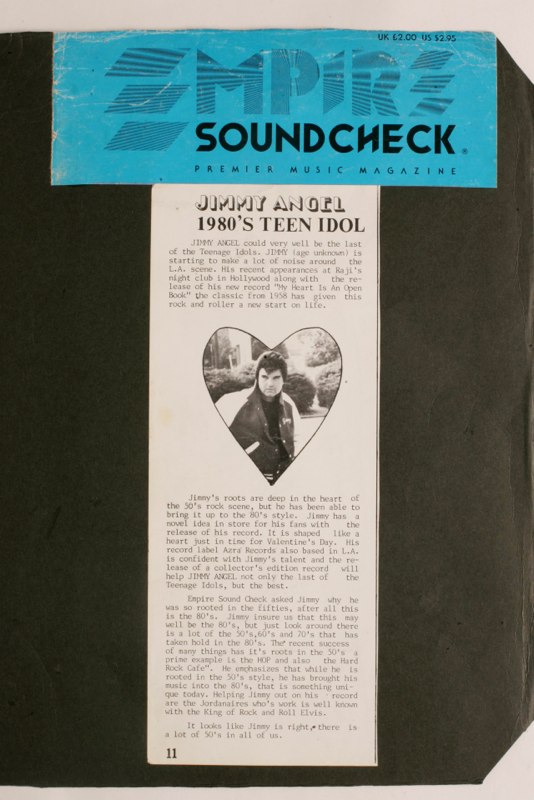 UK £2.00 US $2.95
EMPIRE
SOUNDCHECK®
PREMIER MUSIC MAGAZINE
JIMMY ANGEL
1980'S TEEN IDOL
JIMMY ANGEL could very well be the last
of the Teenage Idols. JIMMY (age unknown) is
starting to make a lot of noise around the
L.A. scene. His recent appearances at Raji's
night club in Hollywood along with the re-
lease of his new record "My Heart Is An Open
Book" the classic from 1958 has given this
rock and roller a new start on life.
Jimmy's roots are deep in the heart of
the 50's rock scene, but he has been able to
bring it up to the 80's style. Jimmy has a
novel idea in store for his fans with the
release of his record. It is shaped like a
heart just in time for Valentine's Day. His
record label Azra Records also based in L.A.
is confident with Jimmy's talent and the re-
lease of a collector's edition record will
help JIMMY ANGEL not only the last of the
Teenage Idols, but the best.
Empire Sound Check asked Jimmy why he
was so rooted in the fifties, after all this
is the 80's. Jimmy insure us that this may
well be the 80's, but just look around there
is a lot of the 50's,60's and 70's that has
taken hold in the 80's. The recent success
of many things has it's roots in the 50's a
prime example is the HOP and also the Hard
Rock Cafe". He emphasizes that while he is
rooted in the 50's style, he has brought his
music into the 80's, that is something uni-
que today. Helping Jimmy out on his record
are the Jordanaires who's work is well known
with the King of Rock and Roll Elvis.
It looks like Jimmy is right, there is
a lot of 50's in all of us.
11